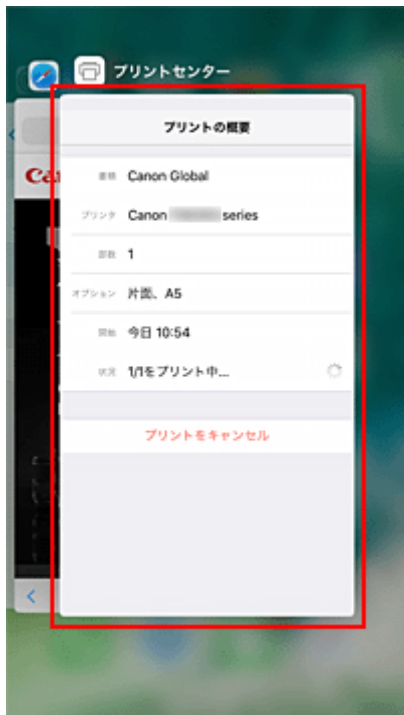 プリントセンター
プリントの概要
書類 Canon Global
プリンタ Canon series
部数 1
オプション 片面、A5
開始 今日 10:54
状況 1/1をプリント中...
プリントをキャンセル